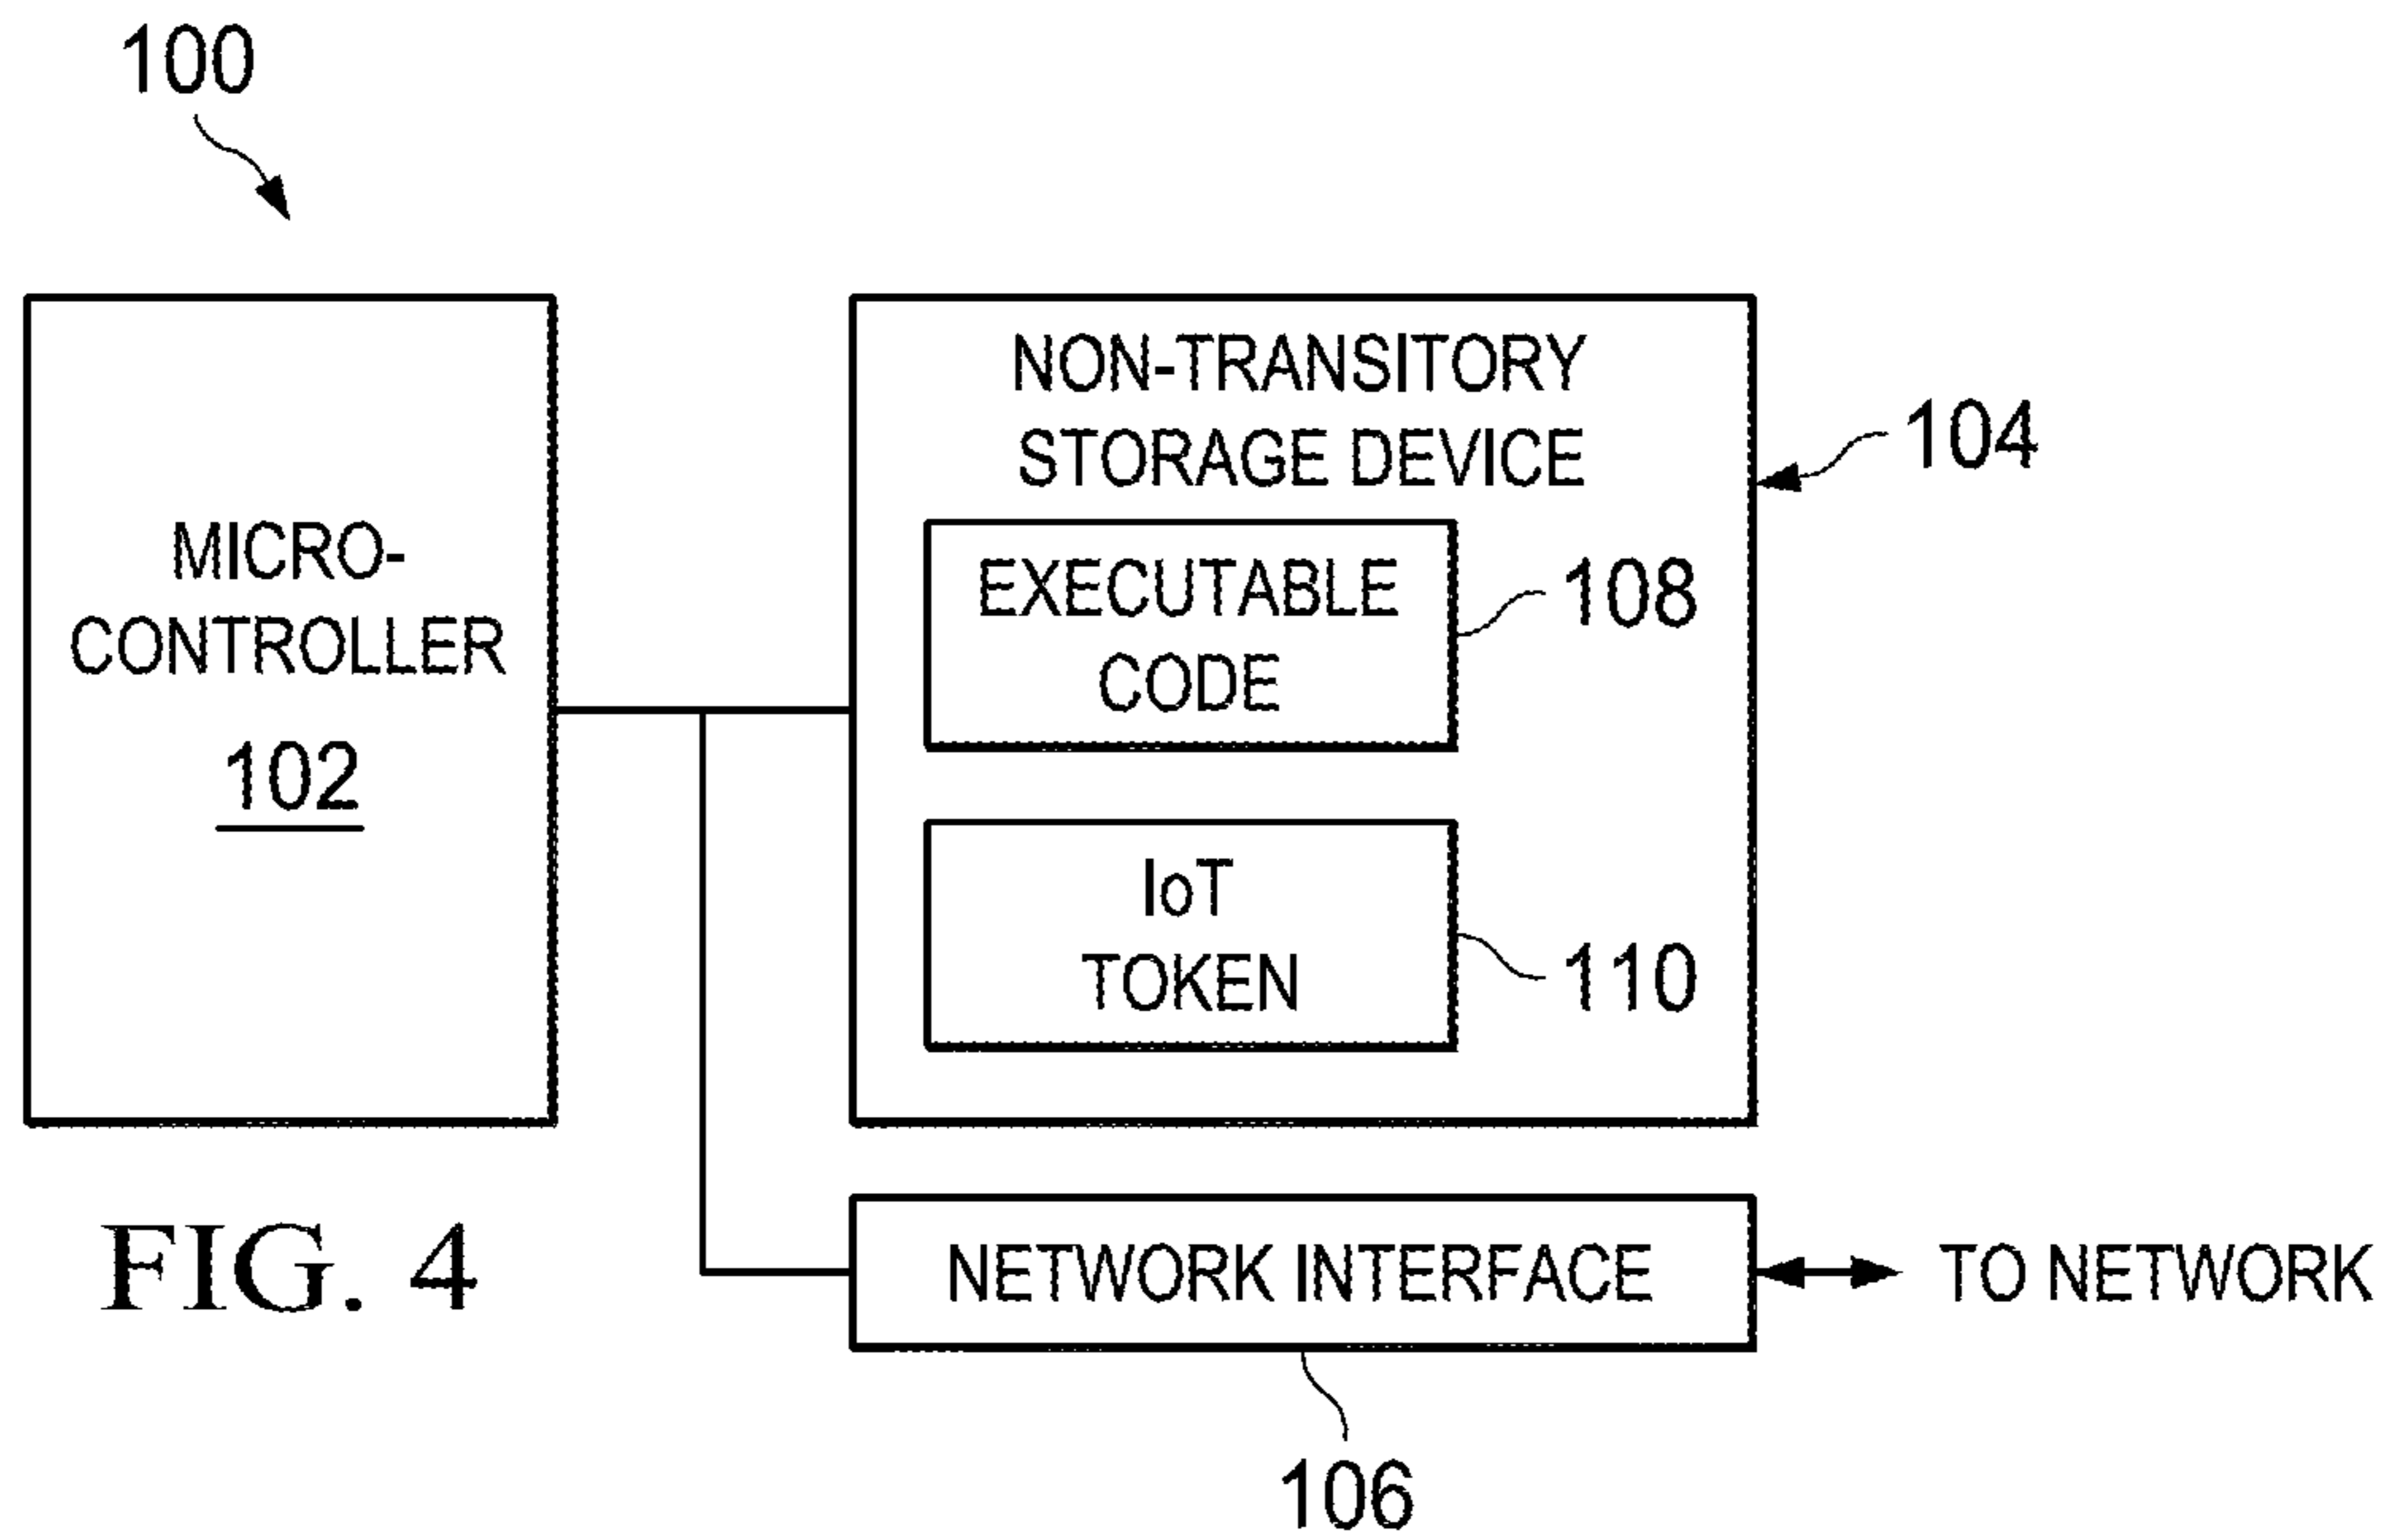 100
MICRO-
CONTROLLER
102
NON-TRANSITORY
STORAGE DEVICE
104
EXECUTABLE
CODE
108
IoT
TOKEN
110
NETWORK INTERFACE
TO NETWORK
106
FIG. 4